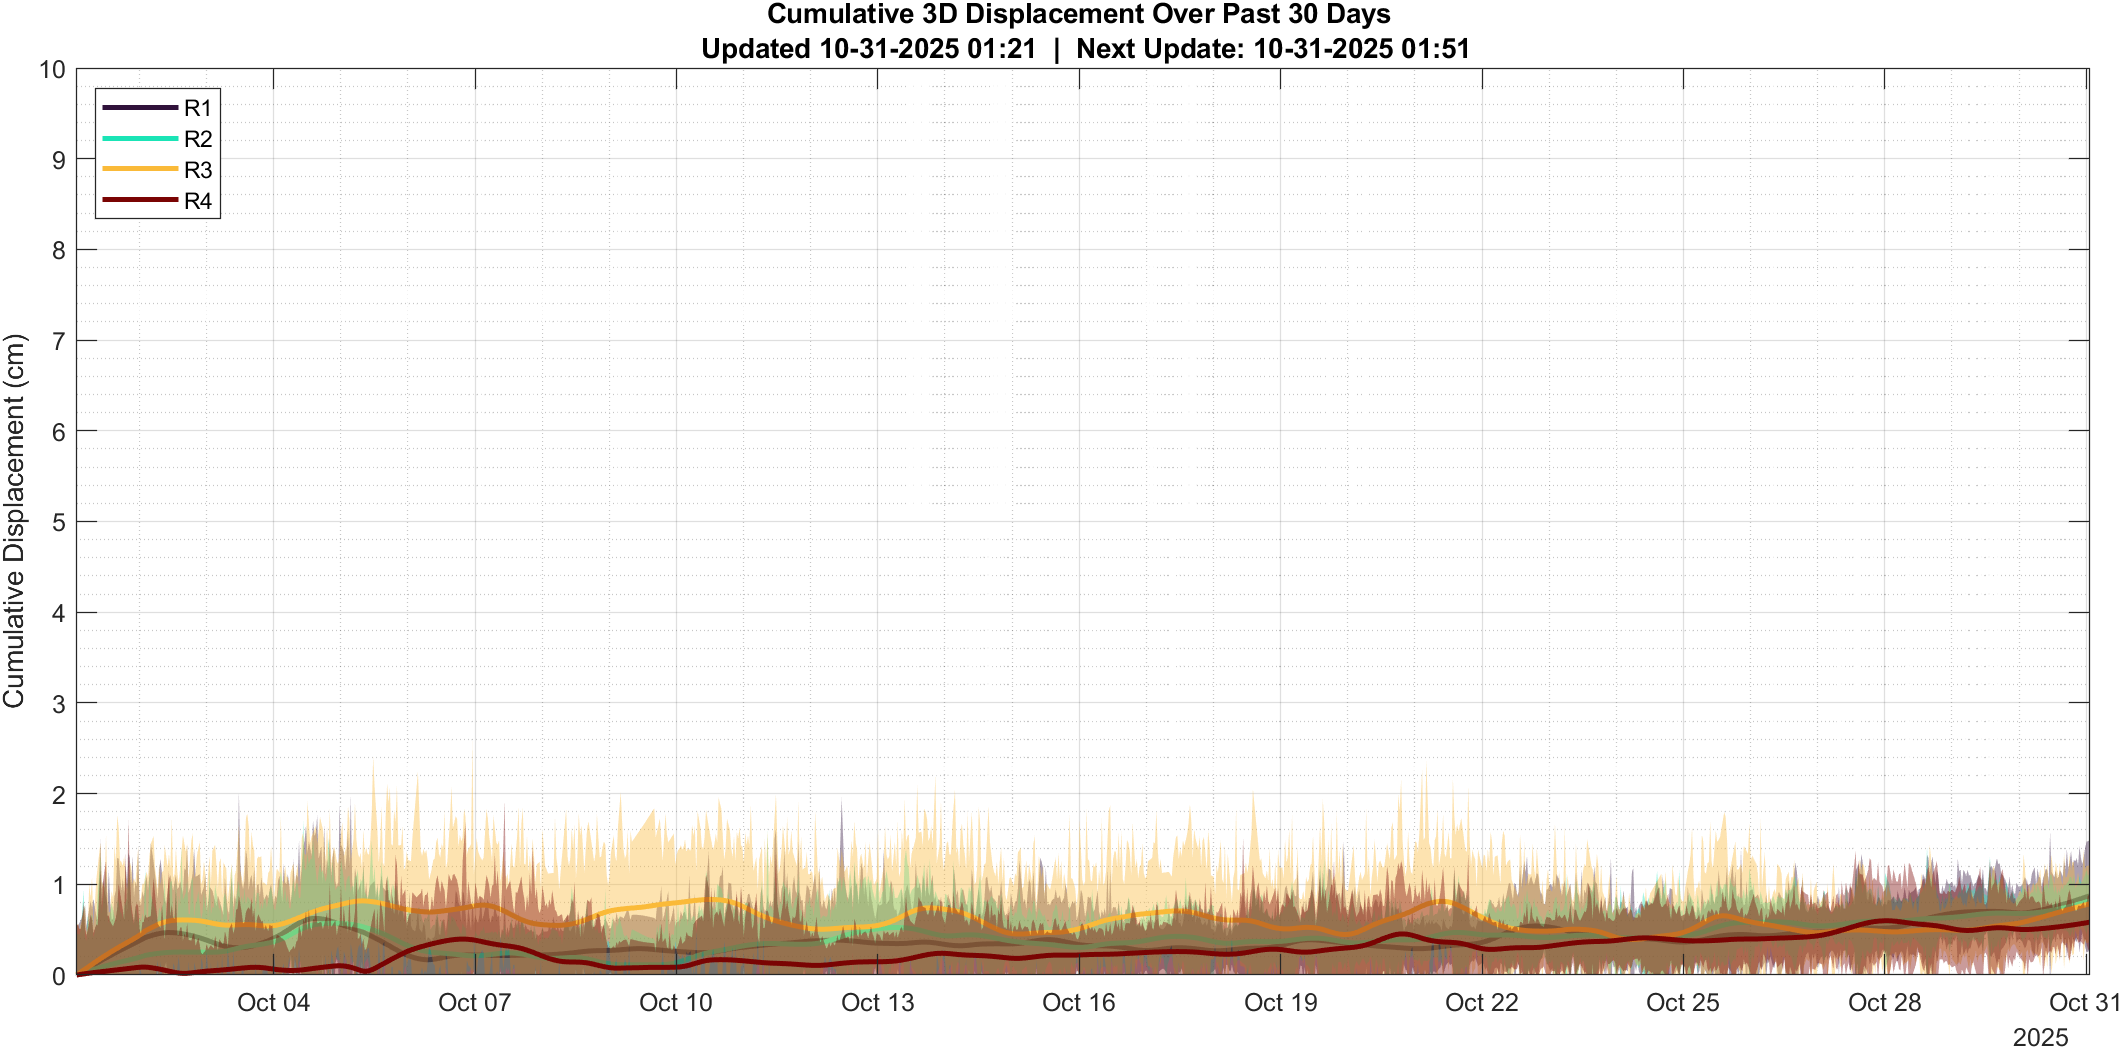 Cumulative 3D Displacement Over Past 30 Days
Updated 10-31-2025 01:21 | Next Update: 10-31-2025 01:51
Cumulative Displacement (cm)
10
9
8
7
6
5
4
3
2
1
0
R1
R2
R3
R4
Oct 04 Oct 07 Oct 10 Oct 13 Oct 16 Oct 19 Oct 22 Oct 25 Oct 28 Oct 31
2025